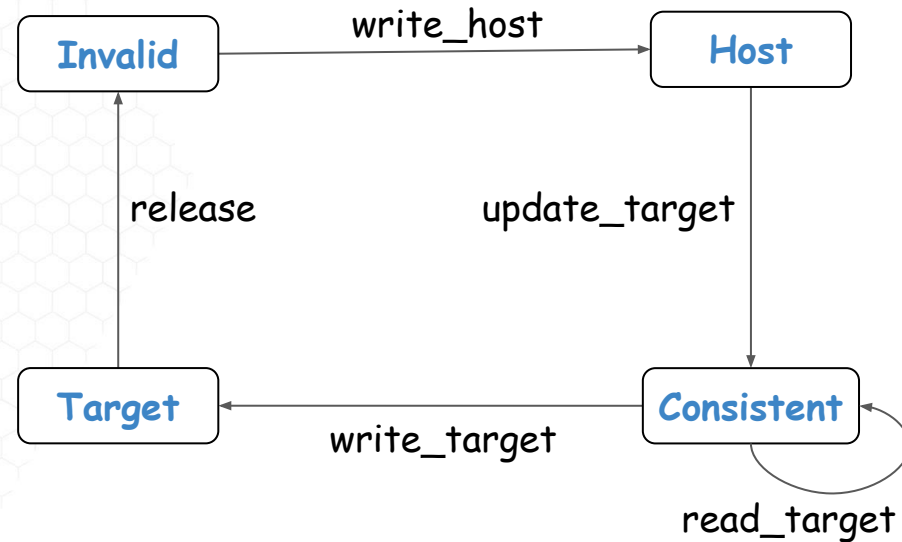 write_host
Invalid
Host
release
update_target
Target
Consistent
write_target
read_target